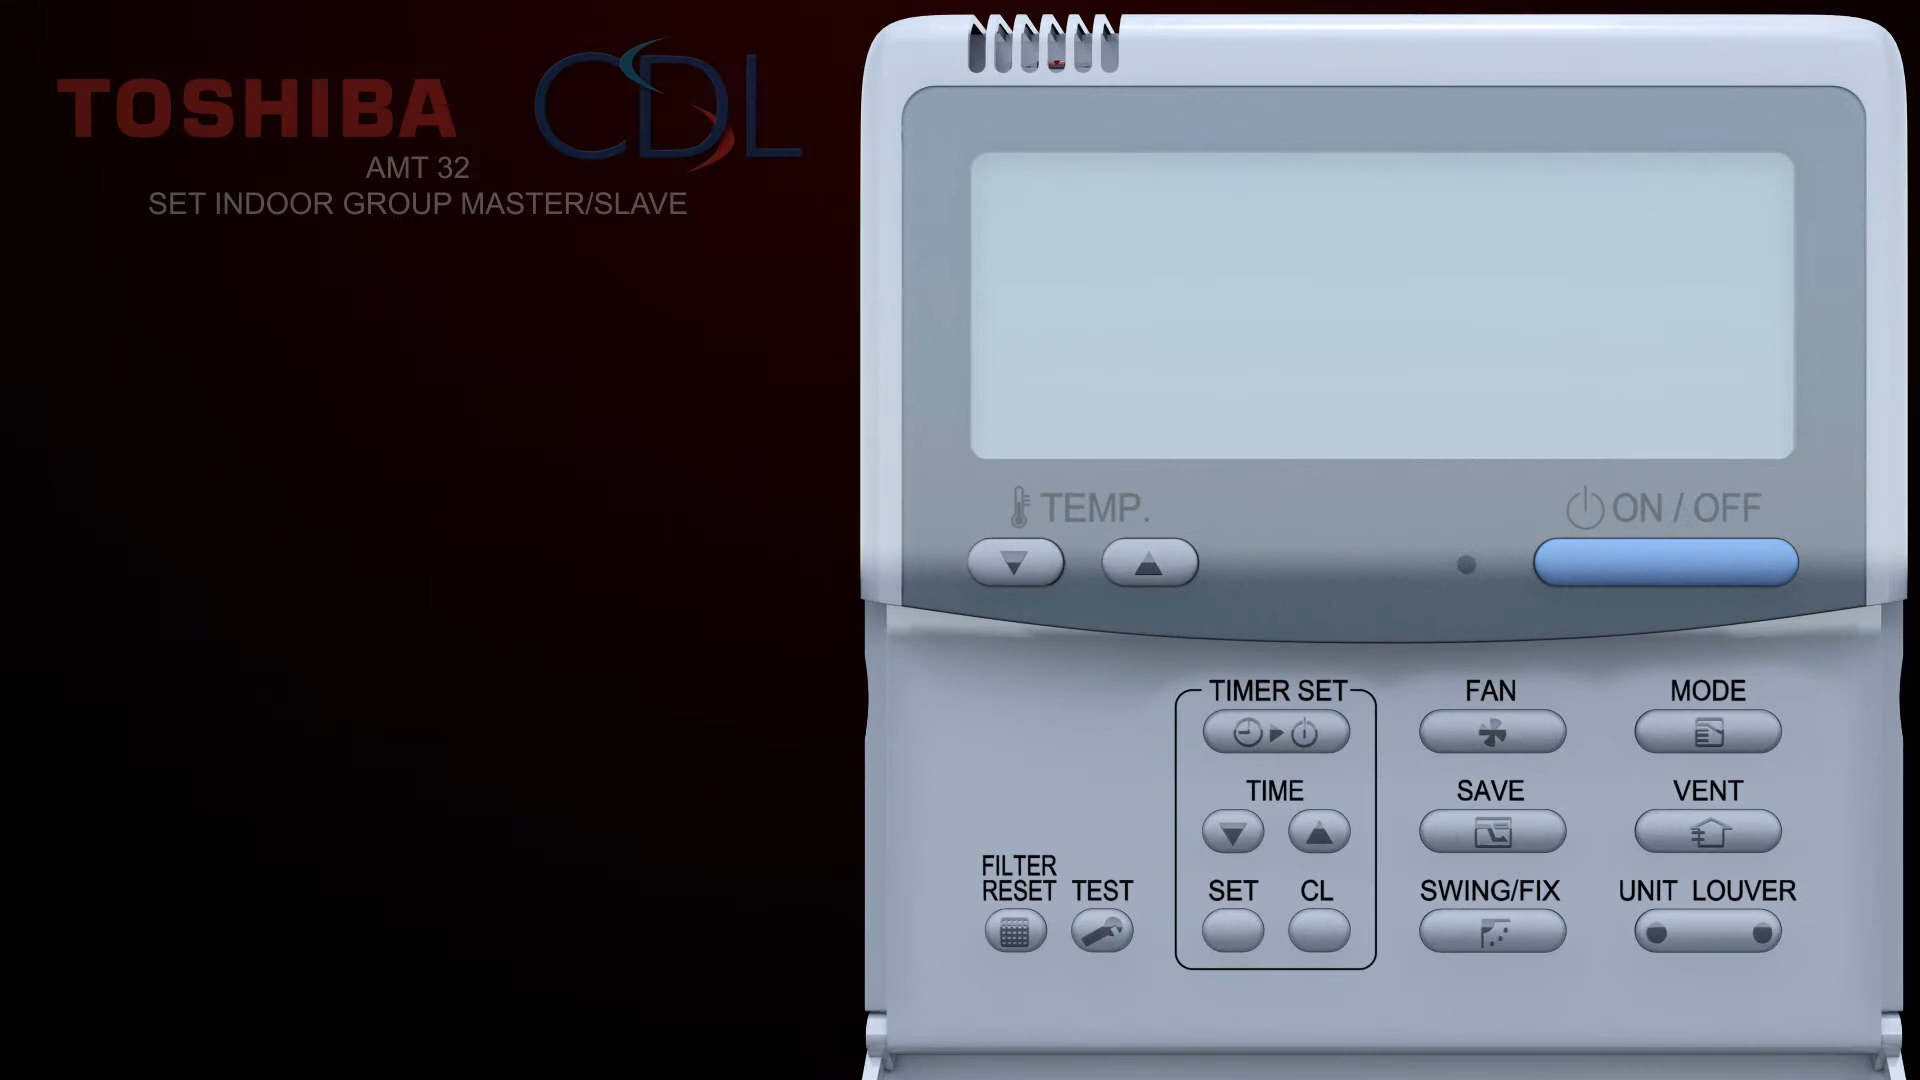 TOSHIBA
CDL
AMT 32
SET INDOOR GROUP MASTER/SLAVE
TEMP.
ON / OFF
TIMER SET
FAN
MODE
TIME
SAVE
VENT
FILTER
RESET
TEST
SET
CL
SWING/FIX
UNIT LOUVER